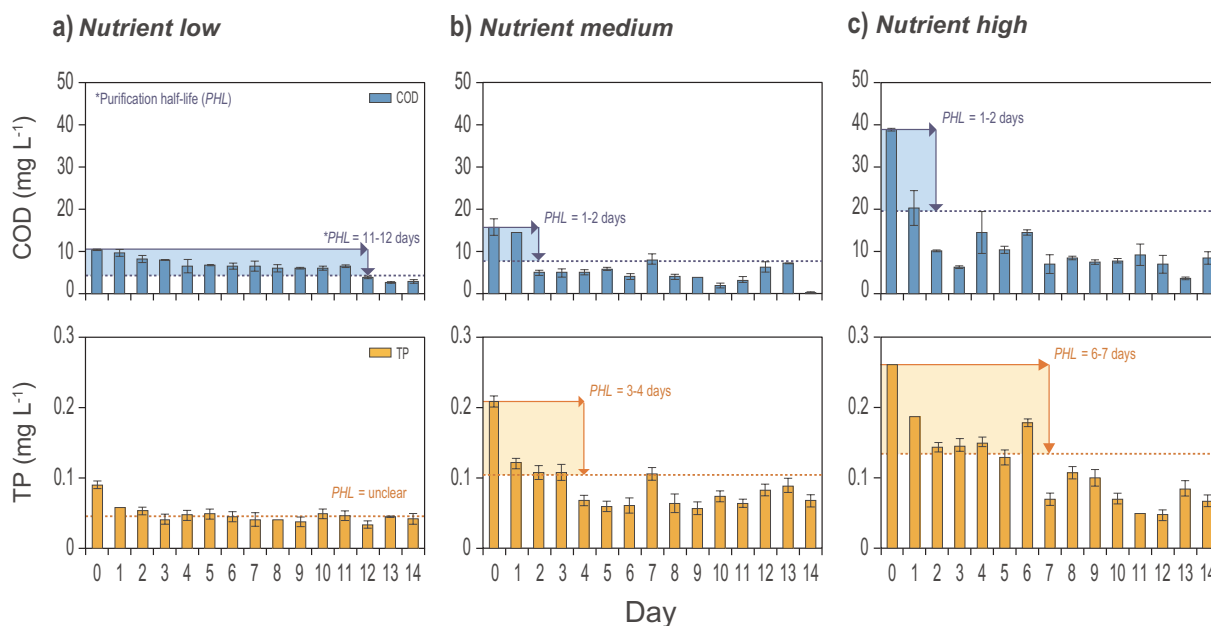 a) Nutrient low
b) Nutrient medium
c) Nutrient high
COD (mg L-1)
50
40
30
20
10
0
*Purification half-life (PHL)
COD
*PHL = 11-12 days
50
40
30
20
10
0
PHL = 1-2 days
50
40
30
20
10
0
PHL = 1-2 days
TP (mg L-1)
0.3
0.2
0.1
0
TP
PHL = unclear
0 1 2 3 4 5 6 7 8 9 10 11 12 13 14
0.3
0.2
0.1
0
PHL = 3-4 days
0 1 2 3 4 5 6 7 8 9 10 11 12 13 14
0.3
0.2
0.1
0
PHL = 6-7 days
0 1 2 3 4 5 6 7 8 9 10 11 12 13 14
Day